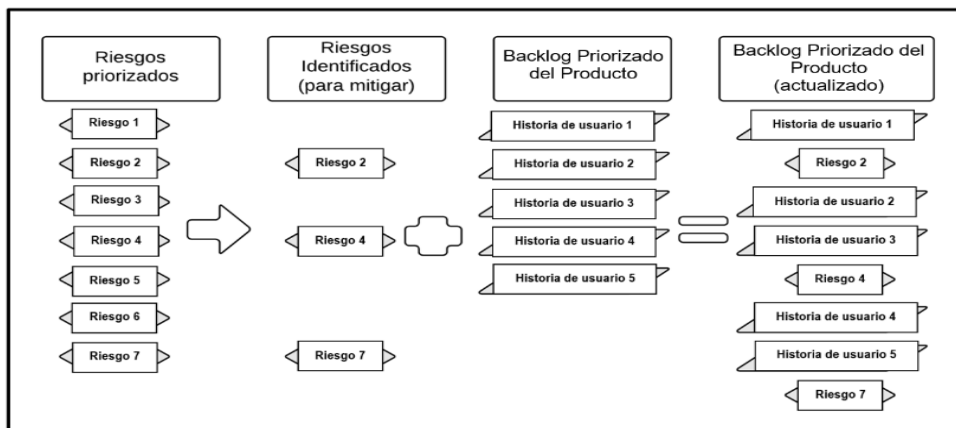 Riesgos
priorizados
Riesgo 1
Riesgo 2
Riesgo 3
Riesgo 4
Riesgo 5
Riesgo 6
Riesgo 7
Riesgos
Identificados
(para mitigar)
Riesgo 2
Riesgo 4
Riesgo 7
Backlog Priorizado
del Producto
Historia de usuario 1
Historia de usuario 2
Historia de usuario 3
Historia de usuario 4
Historia de usuario 5
Backlog Priorizado del
Producto
(actualizado)
Historia de usuario 1
Riesgo 2
Historia de usuario 2
Historia de usuario 3
Riesgo 4
Historia de usuario 4
Historia de usuario 5
Riesgo 7